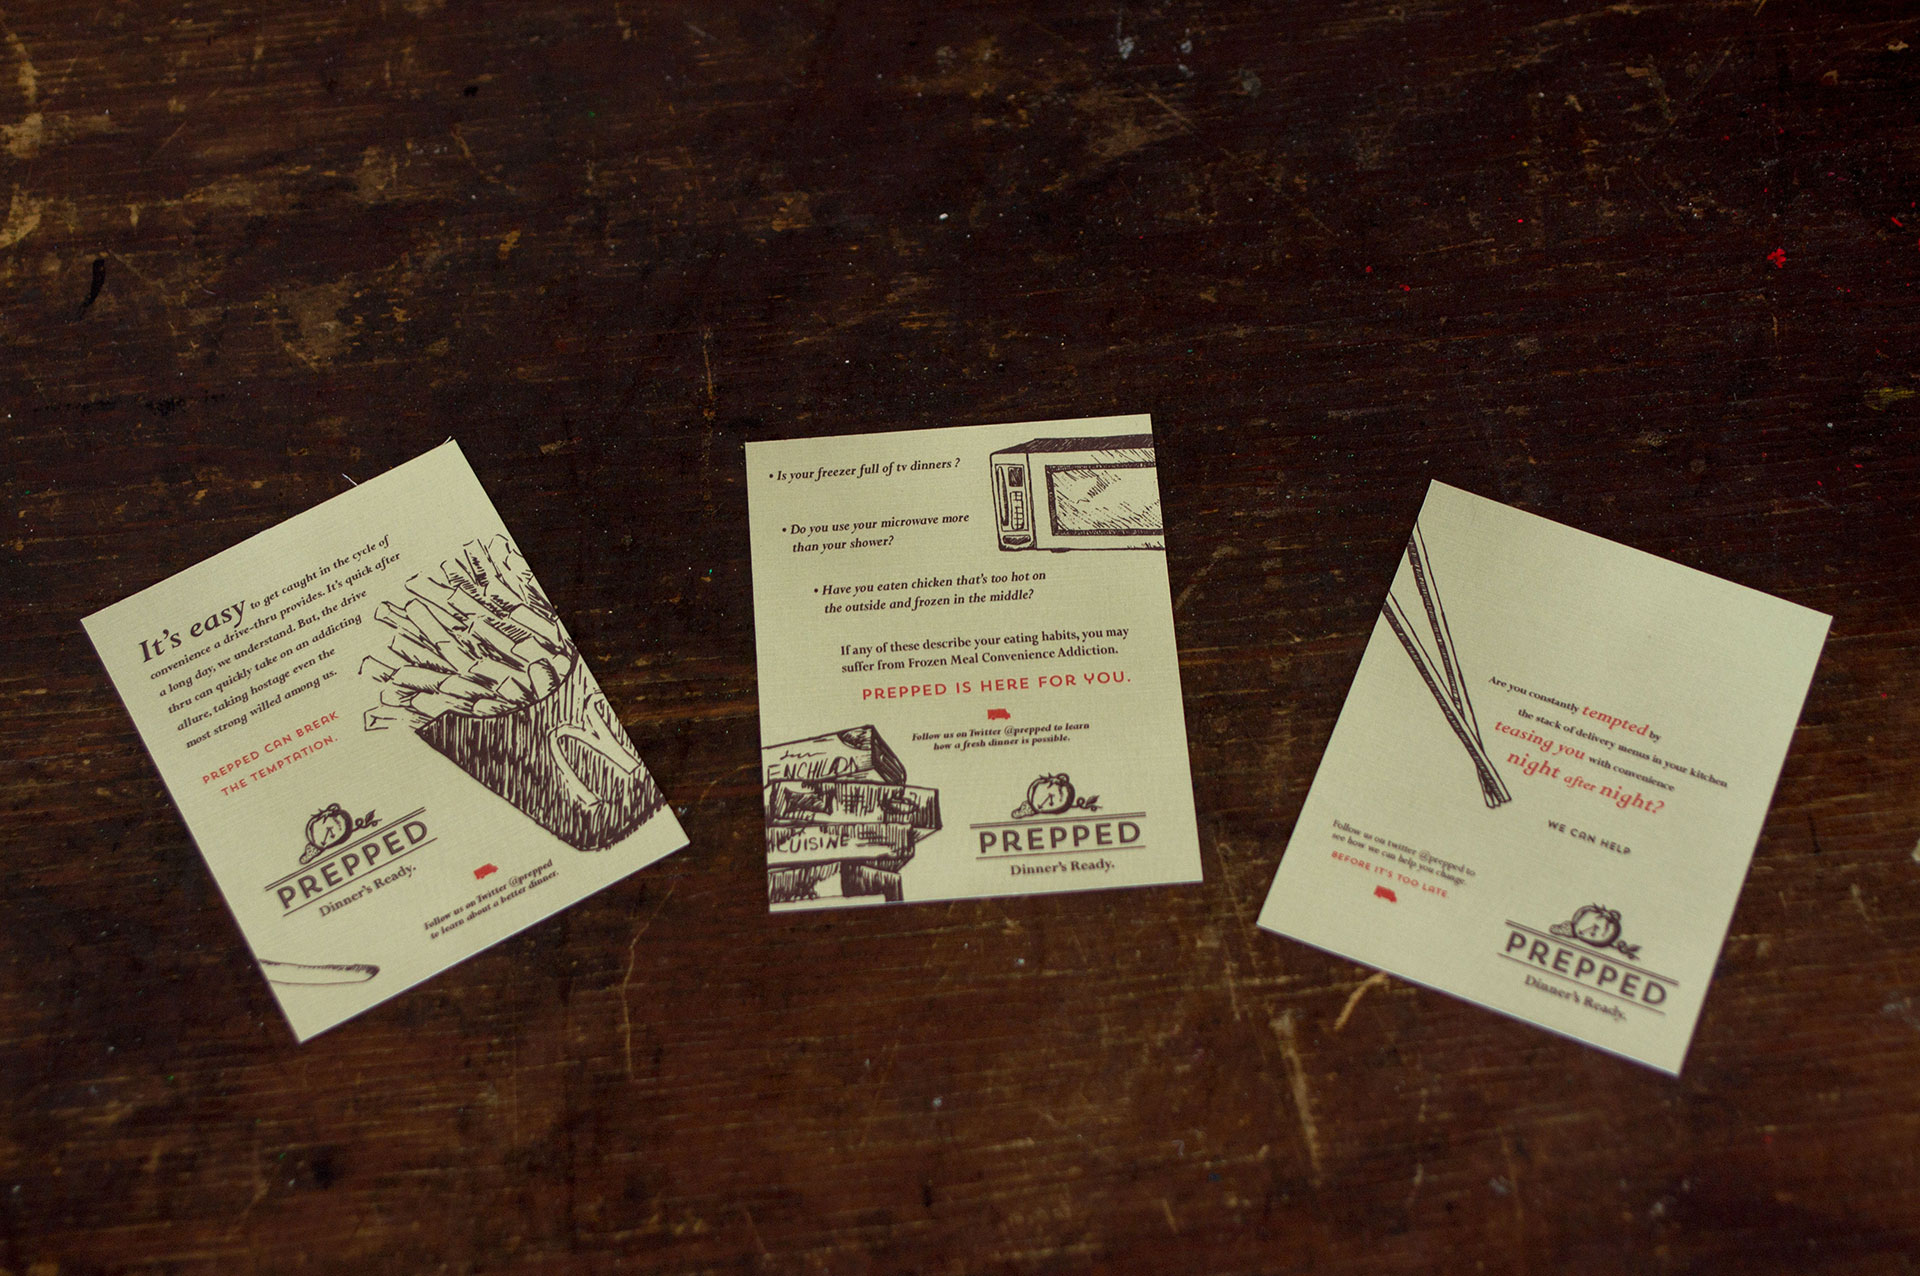 It's easy to get caught in the cycle of
convenience a drive-thru provides. It's quick after
a long day, we understand. But, the drive
thru can quickly take on an addicting
allure, taking hostage even the
most strong willed among us.
PREPPED CAN BREAK
THE TEMPTATION.
PREPPED
Dinner's Ready.
Follow us on Twitter @prepped
to learn about a better dinner.
• Is your freezer full of tv dinners ?
• Do you use your microwave more
than your shower?
• Have you eaten chicken that's too hot on
the outside and frozen in the middle?
If any of these describe your eating habits, you may
suffer from Frozen Meal Convenience Addiction.
PREPPED IS HERE FOR YOU.
Follow us on Twitter @prepped to learn
how a fresh dinner is possible.
ENCHILADA
CUISINE
PREPPED
Dinner's Ready.
Are you constantly tempted by
the stack of delivery menus in your kitchen
teasing you with convenience
night after night?
WE CAN HELP
Follow us on twitter @prepped to
see how we can help you change.
BEFORE IT'S TOO LATE.
PREPPED
Dinner's Ready.